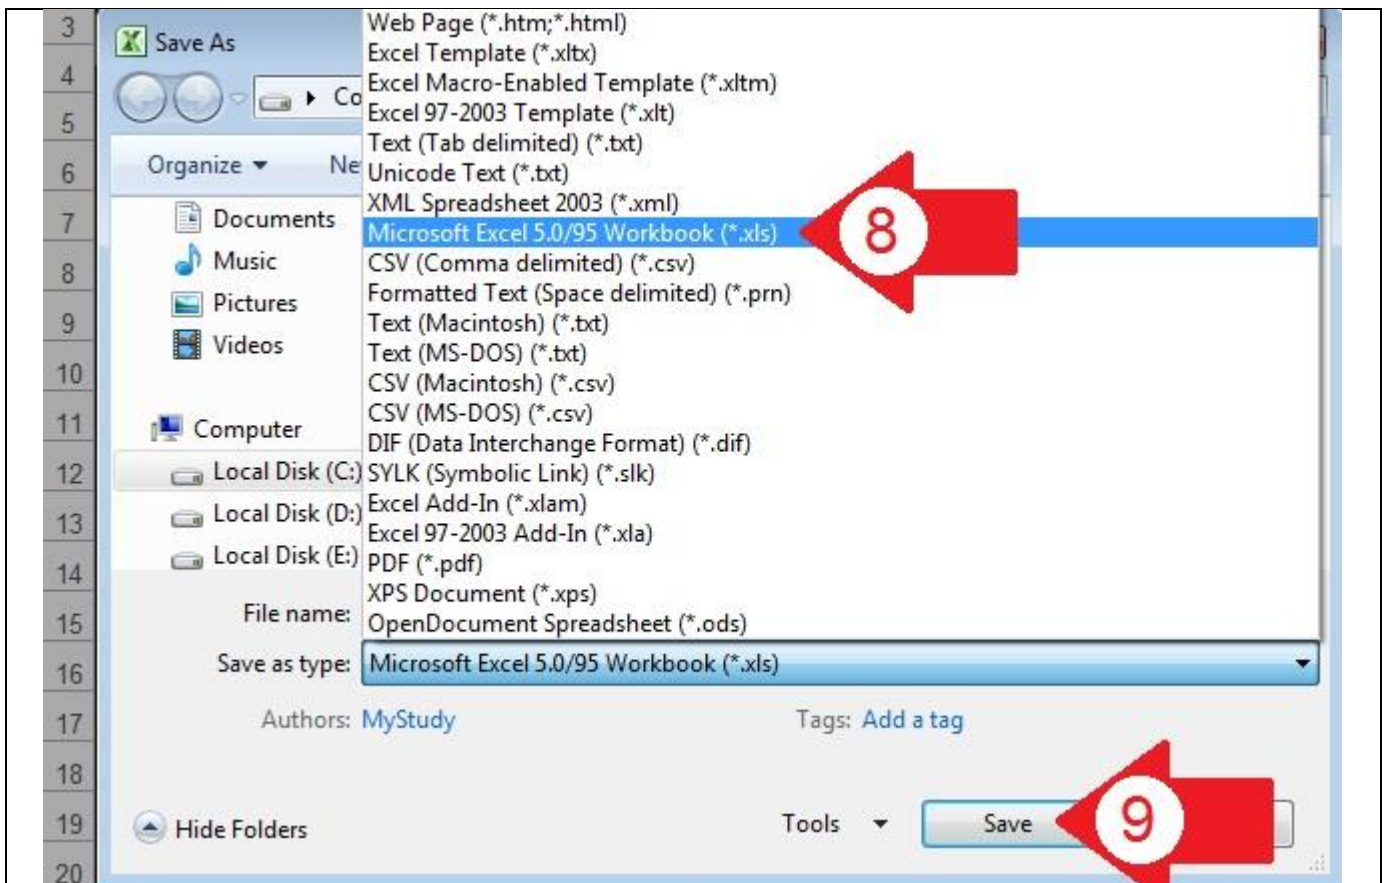 3
4
5
6
7
8
9
10
11
12
13
14
15
16
17
18
19
20
Save As
Co
Organize
Ne
Documents
Music
Pictures
Videos
Computer
Local Disk (C:)
Local Disk (D:)
Local Disk (E:)
Web Page (*.htm;*.html)
Excel Template (*.xltx)
Excel Macro-Enabled Template (*.xltm)
Excel 97-2003 Template (*.xlt)
Text (Tab delimited) (*.txt)
Unicode Text (*.txt)
XML Spreadsheet 2003 (*.xml)
Microsoft Excel 5.0/95 Workbook (*.xls)
8
CSV (Comma delimited) (*.csv)
Formatted Text (Space delimited) (*.prn)
Text (Macintosh) (*.txt)
Text (MS-DOS) (*.txt)
CSV (Macintosh) (*.csv)
CSV (MS-DOS) (*.csv)
DIF (Data Interchange Format) (*.dif)
SYLK (Symbolic Link) (*.slk)
Excel Add-In (*.xlam)
Excel 97-2003 Add-In (*.xla)
PDF (*.pdf)
XPS Document (*.xps)
OpenDocument Spreadsheet (*.ods)
File name:
Save as type: Microsoft Excel 5.0/95 Workbook (*.xls)
Authors: MyStudy Tags: Add a tag
Hide Folders Tools Save 9